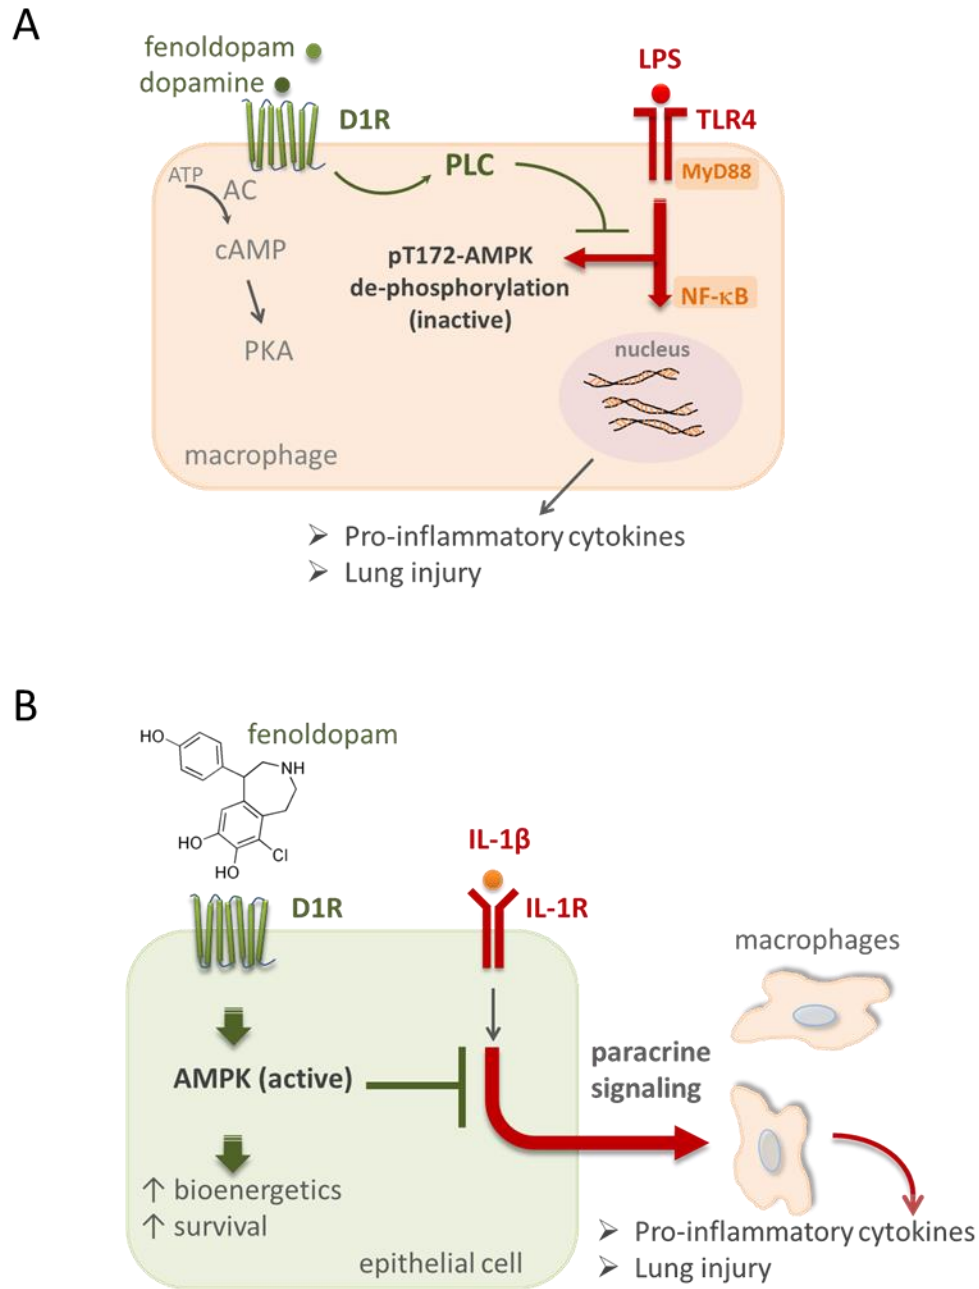 A
fenoldopam
dopamine
D1R
LPS
TLR4
MyD88
ATP
AC
PLC
cAMP
pT172-AMPK
de-phosphorylation
(inactive)
NF-κB
PKA
nucleus
macrophage
➢ Pro-inflammatory cytokines
➢ Lung injury
B
fenoldopam
HO
NH
HO
Cl
HO
IL-1β
D1R
IL-1R
macrophages
paracrine
signaling
AMPK (active)
↑ bioenergetics
↑ survival
epithelial cell
➢ Pro-inflammatory cytokines
➢ Lung injury